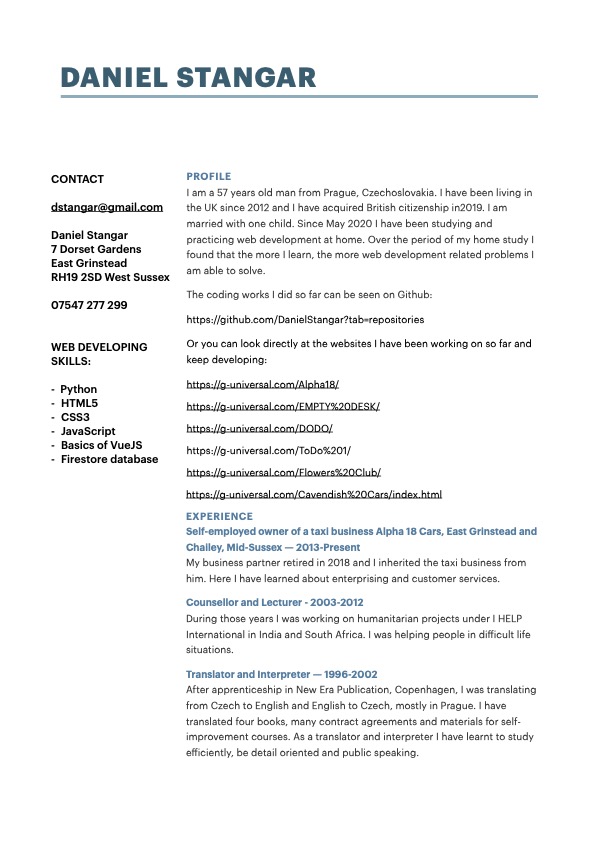 DANIEL STANGAR
CONTACT
dstangar@gmail.com
Daniel Stangar
7 Dorset Gardens
East Grinstead
RH19 2SD West Sussex
07547 277 299
WEB DEVELOPING
SKILLS:
- Python
- HTML5
- CSS3
- JavaScript
- Basics of VueJS
- Firestore database
PROFILE
I am a 57 years old man from Prague, Czechoslovakia. I have been living in
the UK since 2012 and I have acquired British citizenship in2019. I am
married with one child. Since May 2020 I have been studying and
practicing web development at home. Over the period of my home study I
found that the more I learn, the more web development related problems I
am able to solve.
The coding works I did so far can be seen on Github:
https://github.com/DanielStangar?tab=repositories
Or you can look directly at the websites I have been working on so far and
keep developing:
https://g-universal.com/Alpha18/
https://g-universal.com/EMPTY%20DESK/
https://g-universal.com/DODO/
https://g-universal.com/ToDo%201/
https://g-universal.com/Flowers%20Club/
https://g-universal.com/Cavendish%20Cars/index.html
EXPERIENCE
Self-employed owner of a taxi business Alpha 18 Cars, East Grinstead and
Chailey, Mid-Sussex — 2013-Present
My business partner retired in 2018 and I inherited the taxi business from
him. Here I have learned about enterprising and customer services.
Counsellor and Lecturer - 2003-2012
During those years I was working on humanitarian projects under I HELP
International in India and South Africa. I was helping people in difficult life
situations.
Translator and Interpreter — 1996-2002
After apprenticeship in New Era Publication, Copenhagen, I was translating
from Czech to English and English to Czech, mostly in Prague. I have
translated four books, many contract agreements and materials for self-
improvement courses. As a translator and interpreter I have learnt to study
efficiently, be detail oriented and public speaking.